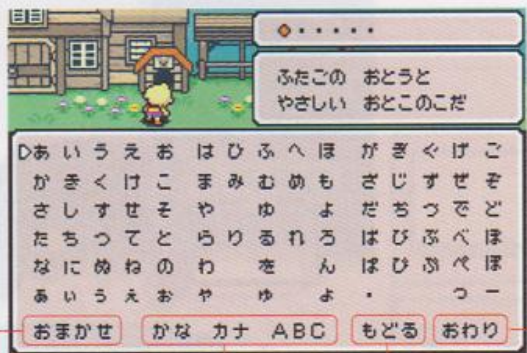 ふたごの おとうと
やさしい おとこのこだ
あ い う え お は ひ ふ へ ほ が ぎ ぐ げ ご
か き く け こ ま み む め も ざ じ ず ぜ ぞ
さ し す せ そ や ゆ よ だ ぢ づ で ど
た ち つ て と ら り る れ ろ ば び ぶ べ ぼ
な に ぬ ね の わ を ん ぱ ぴ ぷ ぺ ぽ
ぁ ぃ ぅ ぇ ぉ ゃ ゅ ょ ・ っ ー
おまかせ かな カナ ABC もどる おわり